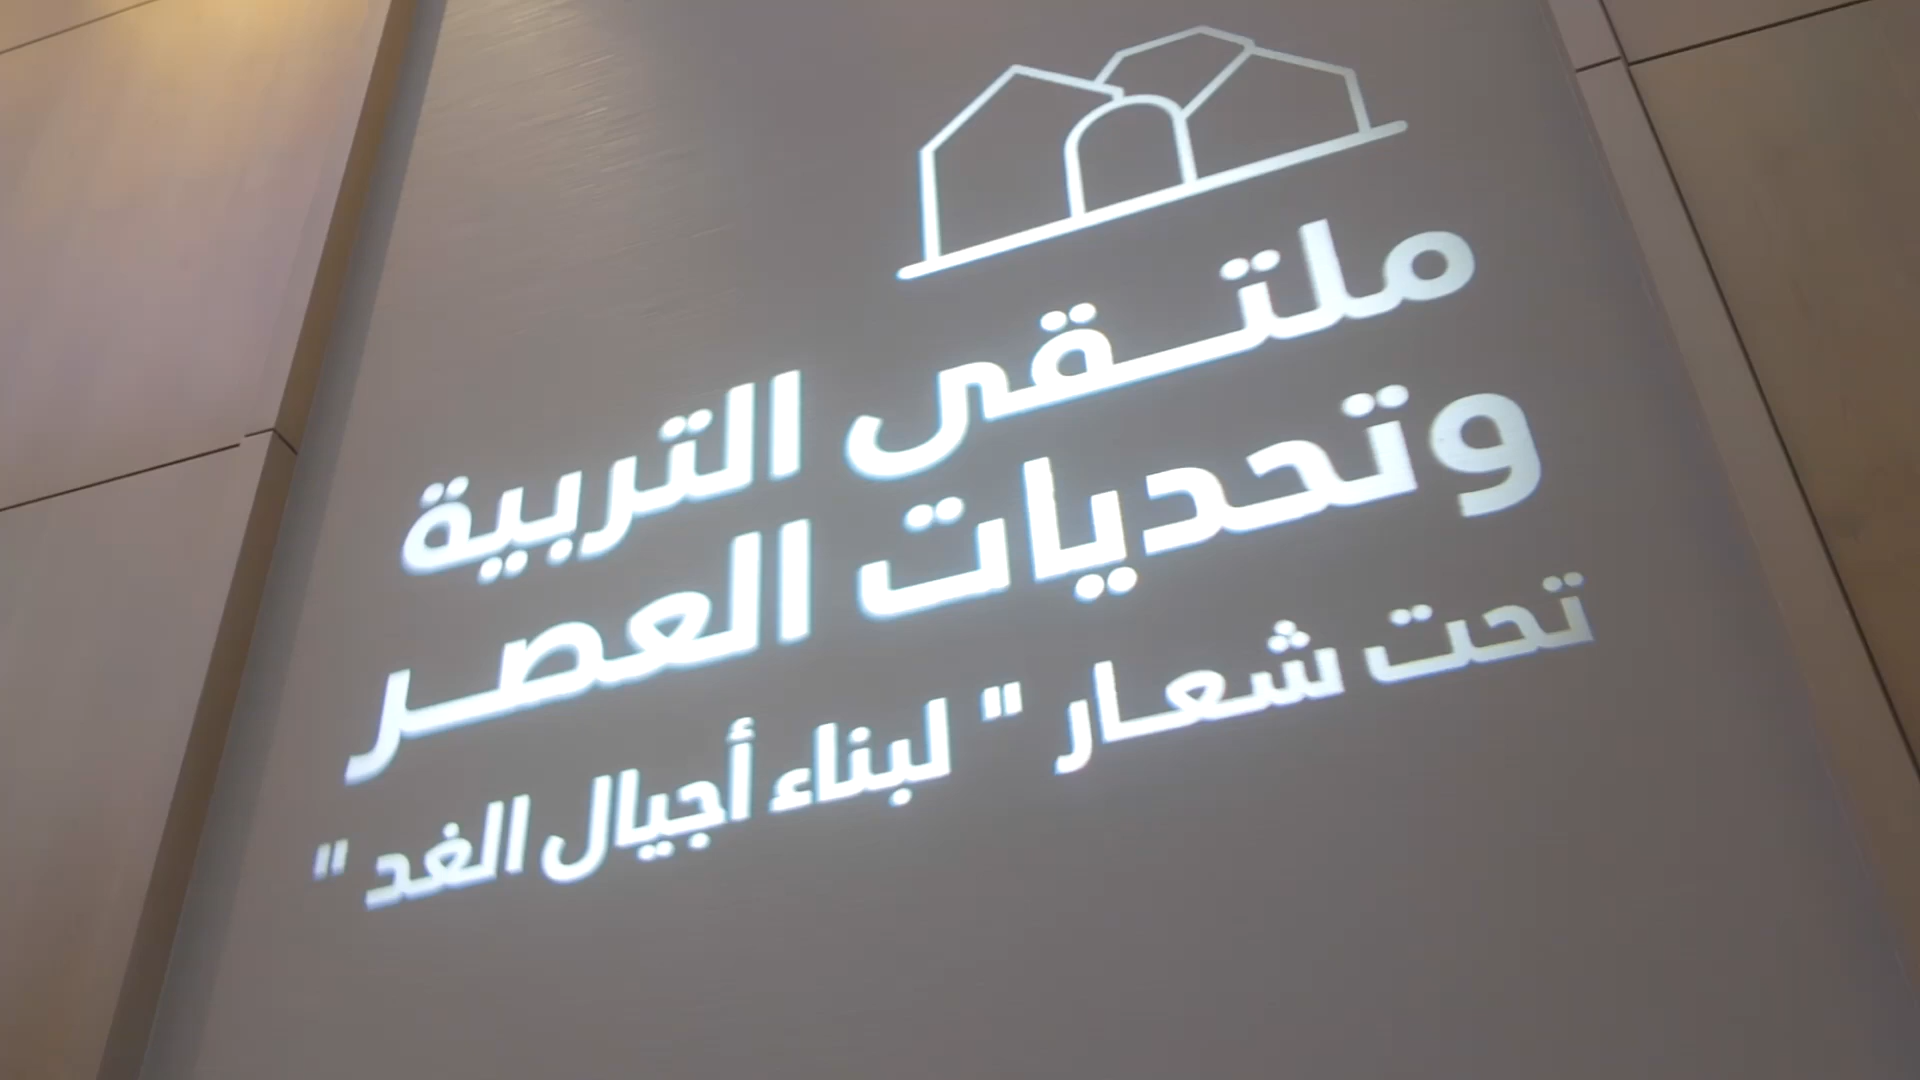 ملتقى التربية
وتحديات العصر
تحت شعار " لبناء أجيال الغد "